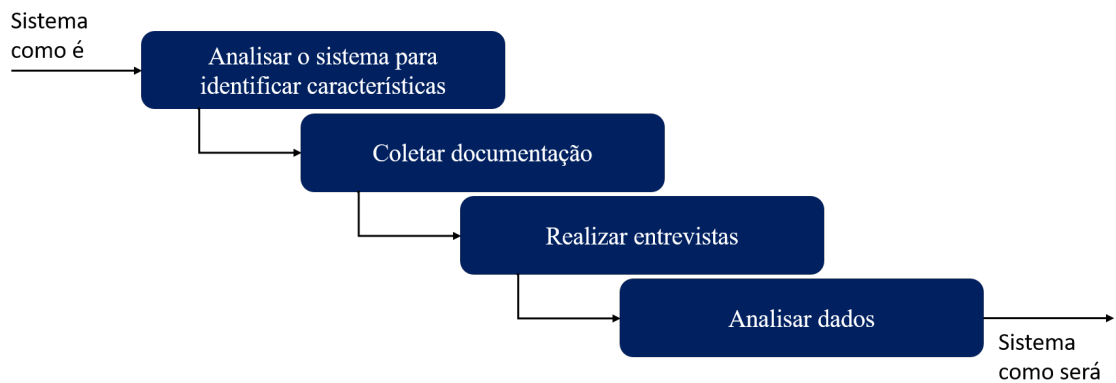 Sistema
como é
Analisar o sistema para
identificar características
Coletar documentação
Realizar entrevistas
Analisar dados
Sistema
como será